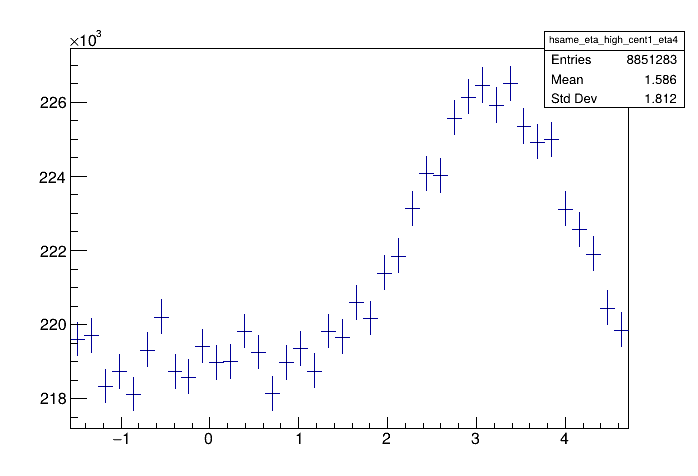 ×10³
hsame_eta_high_cent1_eta4
Entries 8851283
Mean 1.586
Std Dev 1.812
226
224
222
220
218
−1 0 1 2 3 4